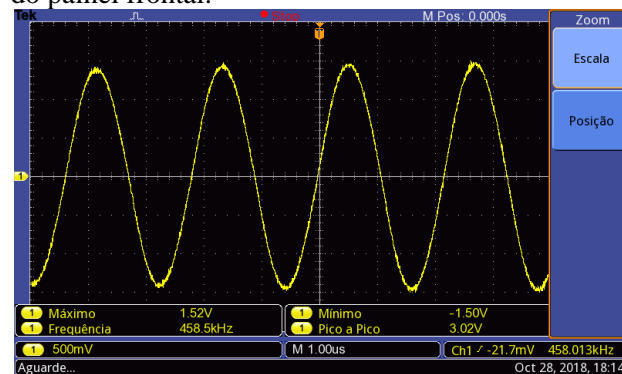 do painel frontal.
Tek Stop M Pos: 0.000s Zoom
T
Escala
Posição
1
1 Máximo 1.52V 1 Mínimo -1.50V
1 Frequência 458.5kHz 1 Pico a Pico 3.02V
1 500mV M 1.00us Ch1 -21.7mV 458.013kHz
Aguarde... Oct 28, 2018, 18:14